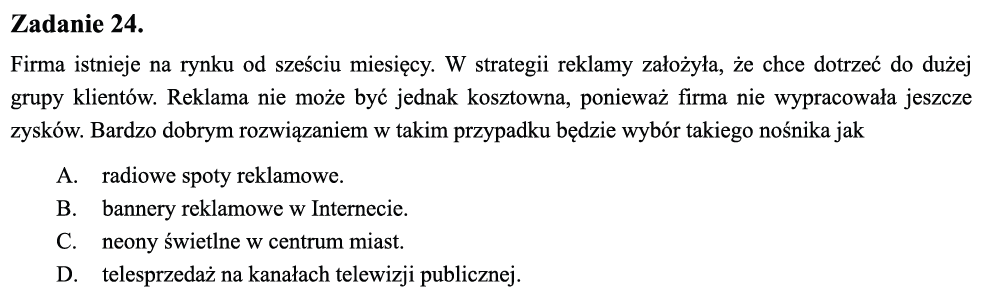 Zadanie 24.
Firma istnieje na rynku od sześciu miesięcy. W strategii reklamy założyła, że chce dotrzeć do dużej
grupy klientów. Reklama nie może być jednak kosztowna, ponieważ firma nie wypracowała jeszcze
zysków. Bardzo dobrym rozwiązaniem w takim przypadku będzie wybór takiego nośnika jak
A. radiowe spoty reklamowe.
B. bannery reklamowe w Internecie.
C. neony świetlne w centrum miast.
D. telesprzedaż na kanałach telewizji publicznej.